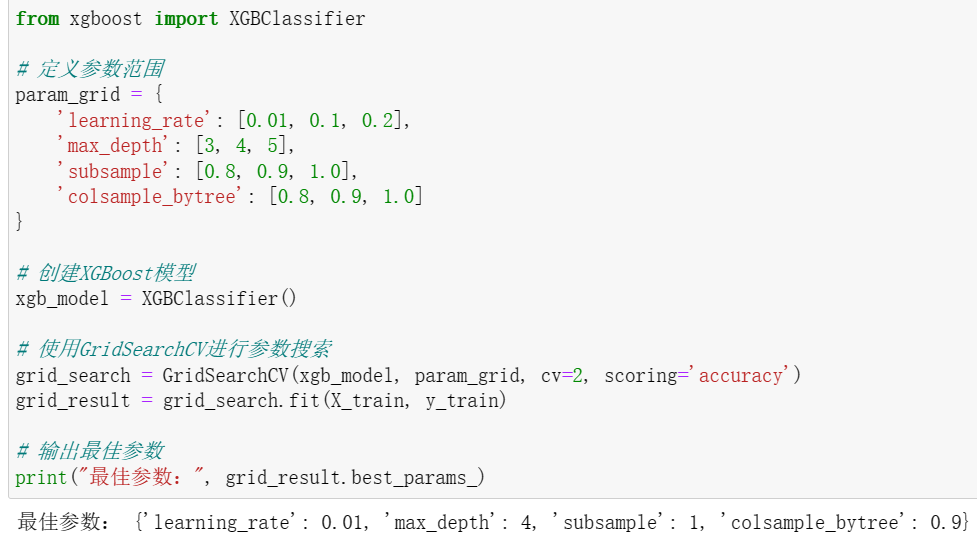 from xgboost import XGBClassifier
# 定义参数范围
param_grid = {
    'learning_rate': [0.01, 0.1, 0.2],
    'max_depth': [3, 4, 5],
    'subsample': [0.8, 0.9, 1.0],
    'colsample_bytree': [0.8, 0.9, 1.0]
}
# 创建XGBoost模型
xgb_model = XGBClassifier()
# 使用GridSearchCV进行参数搜索
grid_search = GridSearchCV(xgb_model, param_grid, cv=2, scoring='accuracy')
grid_result = grid_search.fit(X_train, y_train)
# 输出最佳参数
print("最佳参数：", grid_result.best_params_)
最佳参数： {'learning_rate': 0.01, 'max_depth': 4, 'subsample': 1, 'colsample_bytree': 0.9}